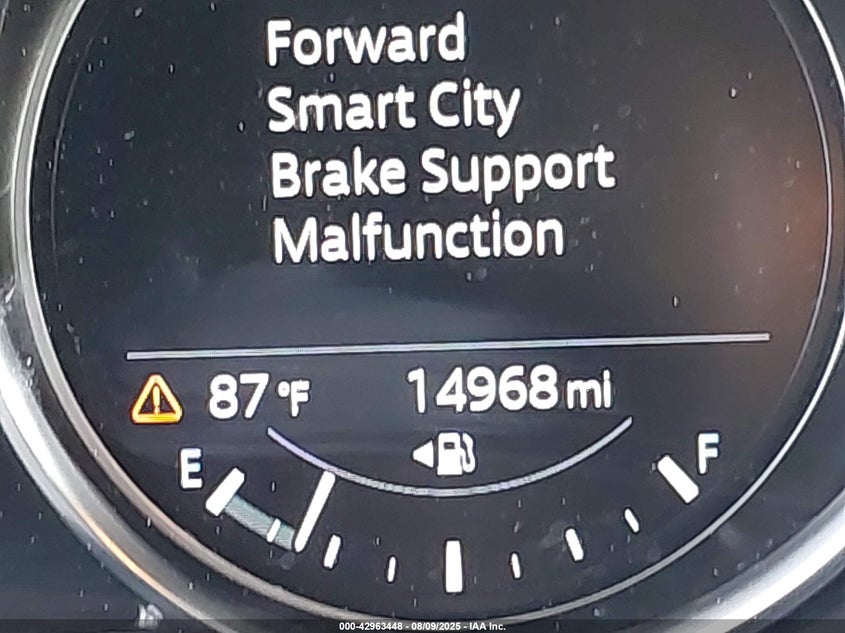 Forward
Smart City
Brake Support
Malfunction
87 °F 14968 mi
E F
000-42963448 - 08/09/2025 - IAA Inc.